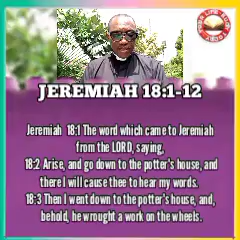 JEREMIAH 18:1-12
Jeremiah 18:1 The word which came to Jeremiah
from the LORD, saying,
18:2 Arise, and go down to the potter's house, and
there I will cause thee to hear my words.
18:3 Then I went down to the potter's house, and,
behold, he wrought a work on the wheels.